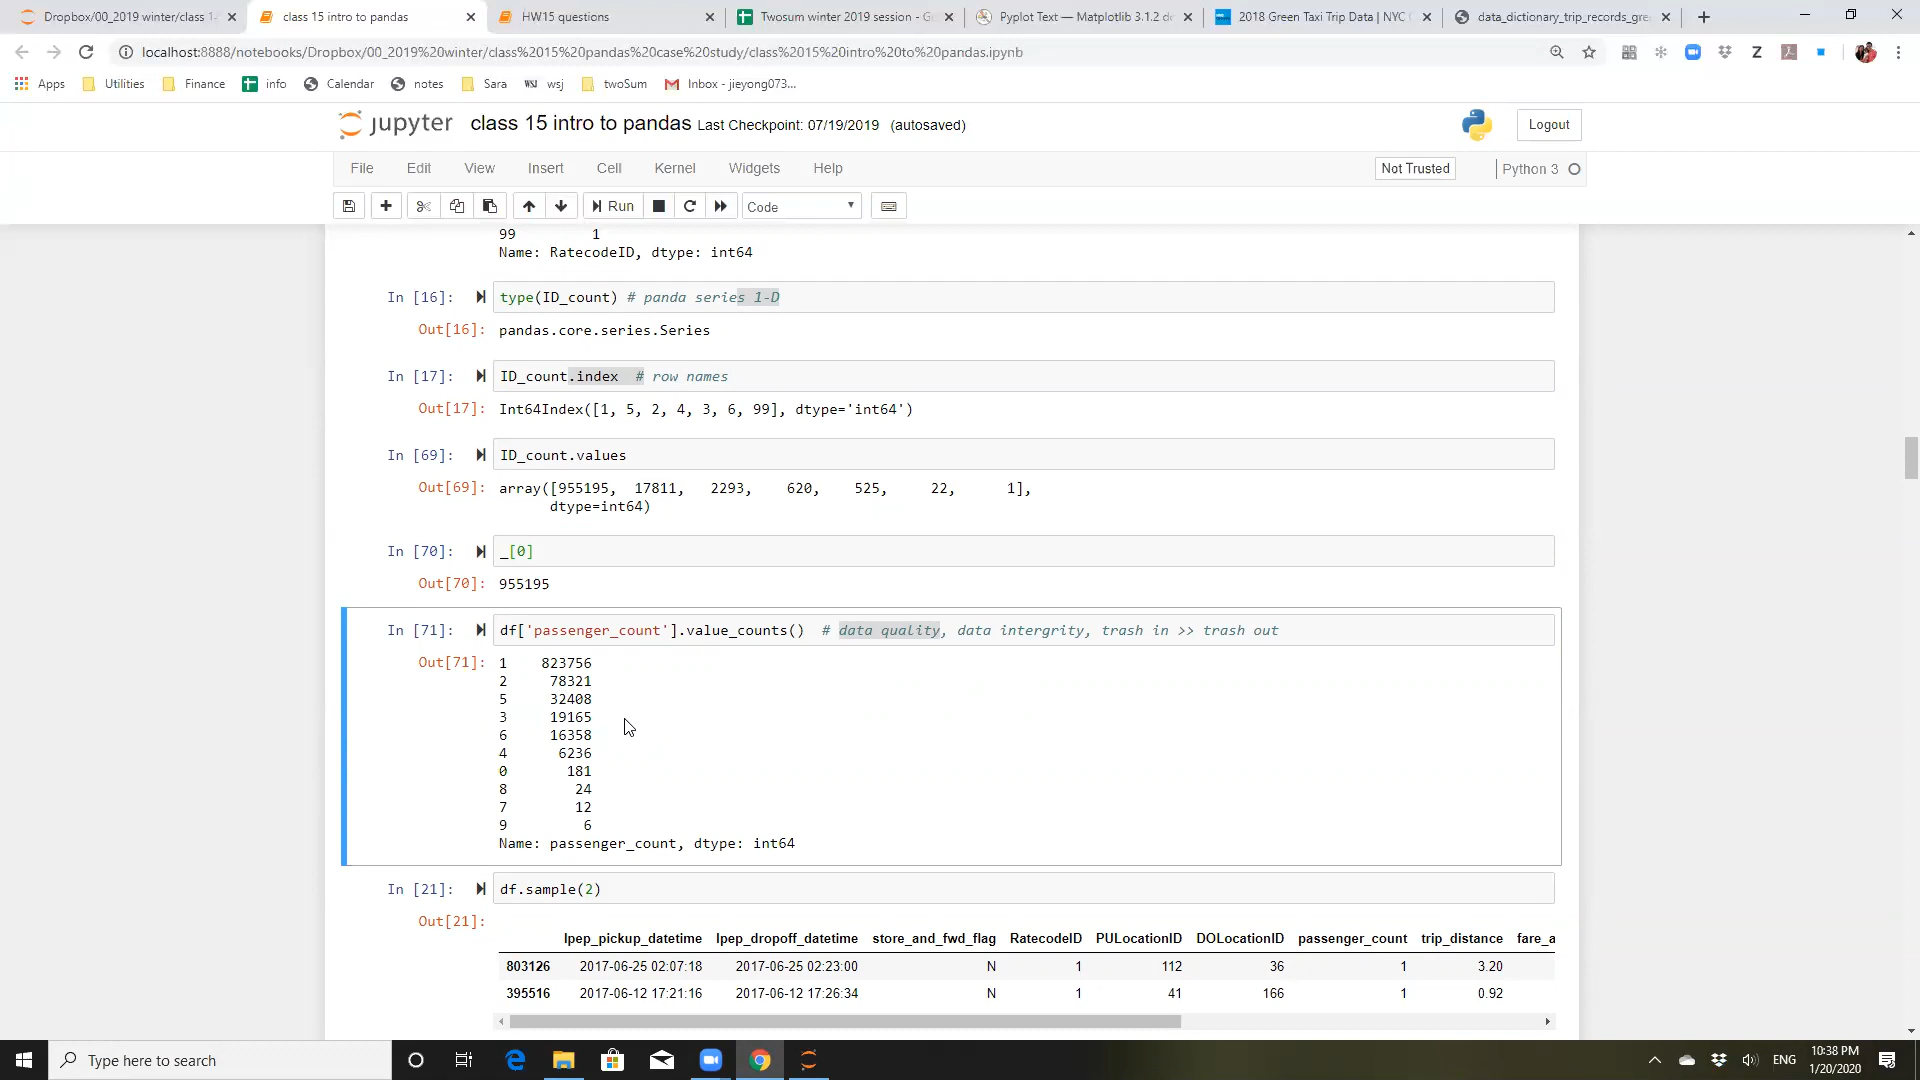 Dropbox/00_2019 winter/class 1
class 15 intro to pandas
HW15 questions
Twosum winter 2019 session - G
Pyplot Text — Matplotlib 3.1.2 d
2018 Green Taxi Trip Data | NYC
data_dictionary_trip_records_gre
localhost:8888/notebooks/Dropbox/00_2019%20winter/class%2015%20pandas%20case%20study/class%2015%20intro%20to%20pandas.ipynb
Apps Utilities Finance info Calendar notes Sara wsj twoSum Inbox - jieyong073...
jupyter class 15 intro to pandas Last Checkpoint: 07/19/2019 (autosaved)
Logout
File Edit View Insert Cell Kernel Widgets Help
Not Trusted
Python 3
Run
Code
99 1
Name: RatecodeID, dtype: int64
In [16]: type(ID_count) # panda series 1-D
Out[16]: pandas.core.series.Series
In [17]: ID_count.index # row names
Out[17]: Int64Index([1, 5, 2, 4, 3, 6, 99], dtype='int64')
In [69]: ID_count.values
Out[69]: array([955195, 17811, 2293, 620, 525, 22, 1],
dtype=int64)
In [70]: _[0]
Out[70]: 955195
In [71]: df['passenger_count'].value_counts() # data quality, data intergrity, trash in >> trash out
Out[71]: 1 823756
2 78321
5 32408
3 19165
6 16358
4 6236
0 181
8 24
7 12
9 6
Name: passenger_count, dtype: int64
In [21]: df.sample(2)
Out[21]:
lpep_pickup_datetime lpep_dropoff_datetime store_and_fwd_flag RatecodeID PULocationID DOLocationID passenger_count trip_distance fare_a
803126 2017-06-25 02:07:18 2017-06-25 02:23:00 N 1 112 36 1 3.20
395516 2017-06-12 17:21:16 2017-06-12 17:26:34 N 1 41 166 1 0.92
Type here to search
ENG
10:38 PM
1/20/2020